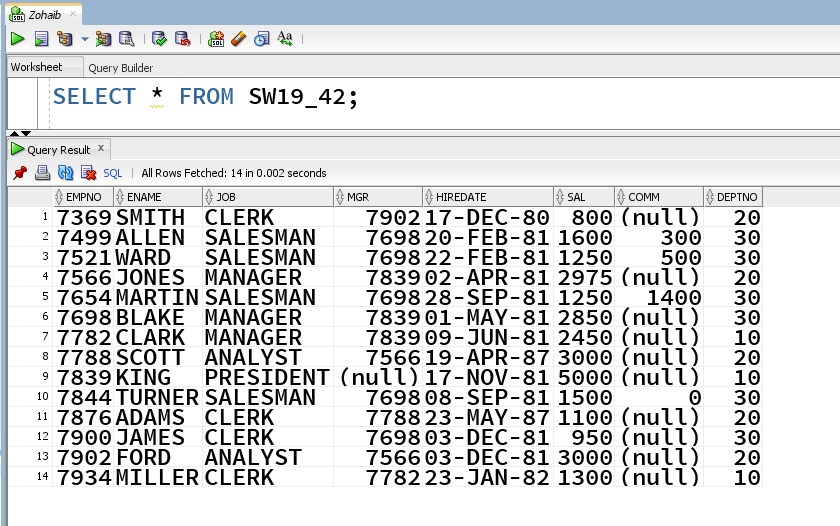 Zohaib
Worksheet Query Builder
SELECT * FROM SW19_42;
Query Result
SQL | All Rows Fetched: 14 in 0.002 seconds
EMPNO ENAME JOB MGR HIREDATE SAL COMM DEPTNO
1 7369 SMITH CLERK 7902 17-DEC-80 800 (null) 20
2 7499 ALLEN SALESMAN 7698 20-FEB-81 1600 300 30
3 7521 WARD SALESMAN 7698 22-FEB-81 1250 500 30
4 7566 JONES MANAGER 7839 02-APR-81 2975 (null) 20
5 7654 MARTIN SALESMAN 7698 28-SEP-81 1250 1400 30
6 7698 BLAKE MANAGER 7839 01-MAY-81 2850 (null) 30
7 7782 CLARK MANAGER 7839 09-JUN-81 2450 (null) 10
8 7788 SCOTT ANALYST 7566 19-APR-87 3000 (null) 20
9 7839 KING PRESIDENT (null) 17-NOV-81 5000 (null) 10
10 7844 TURNER SALESMAN 7698 08-SEP-81 1500 0 30
11 7876 ADAMS CLERK 7788 23-MAY-87 1100 (null) 20
12 7900 JAMES CLERK 7698 03-DEC-81 950 (null) 30
13 7902 FORD ANALYST 7566 03-DEC-81 3000 (null) 20
14 7934 MILLER CLERK 7782 23-JAN-82 1300 (null) 10